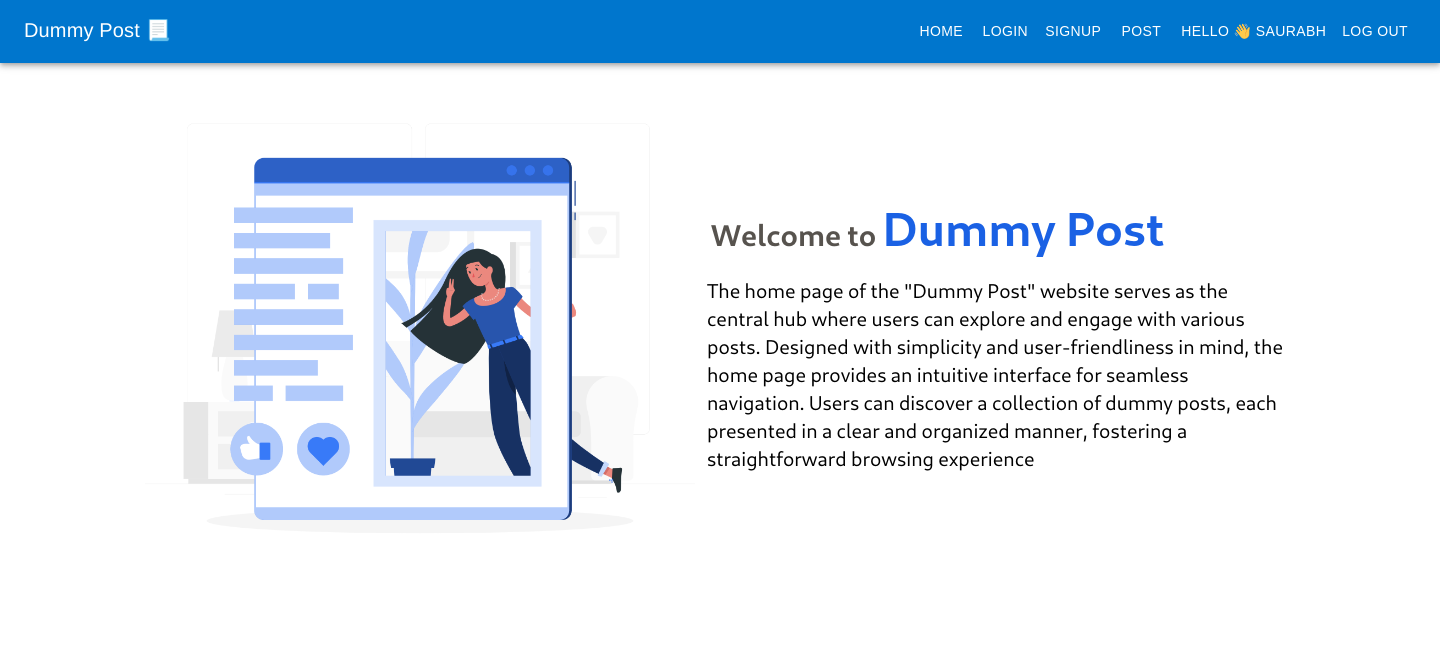 Dummy Post 📃
HOME LOGIN SIGNUP POST HELLO 👋 SAURABH LOG OUT
Welcome to Dummy Post
The home page of the "Dummy Post" website serves as the
central hub where users can explore and engage with various
posts. Designed with simplicity and user-friendliness in mind, the
home page provides an intuitive interface for seamless
navigation. Users can discover a collection of dummy posts, each
presented in a clear and organized manner, fostering a
straightforward browsing experience